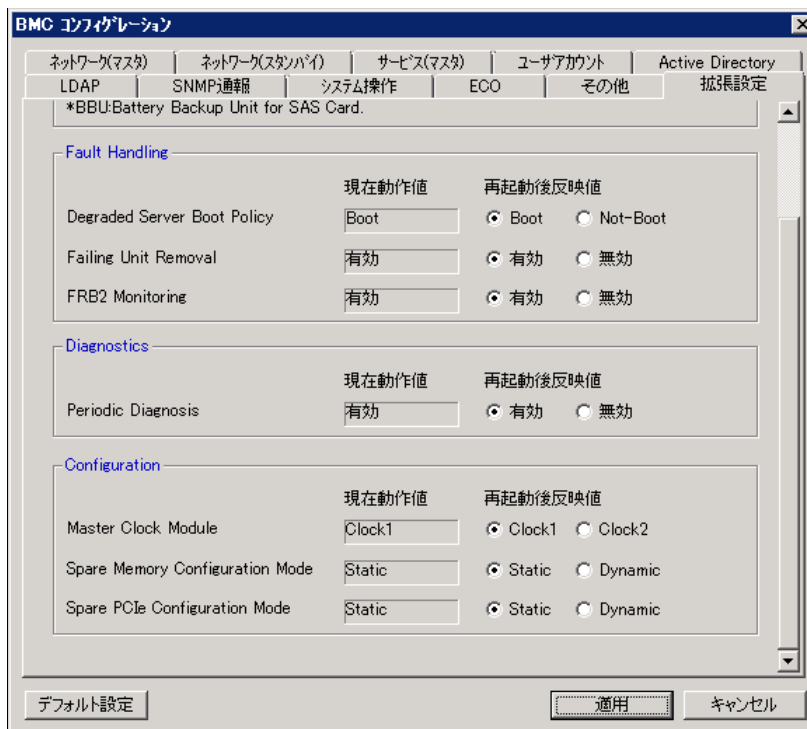 BMC ｺﾝﾌｨｸﾞﾚｰｼｮﾝ
ﾈｯﾄﾜｰｸ(ﾏｽﾀ) ﾈｯﾄﾜｰｸ(ｽﾀﾝﾊﾞｲ) ｻｰﾋﾞｽ(ﾏｽﾀ) ﾕｰｻﾞｱｶｳﾝﾄ Active Directory
LDAP SNMP通報 ｼｽﾃﾑ操作 ECO その他 拡張設定
*BBU:Battery Backup Unit for SAS Card.
Fault Handling
現在動作値 再起動後反映値
Degraded Server Boot Policy Boot Boot Not-Boot
Failing Unit Removal 有効 有効 無効
FRB2 Monitoring 有効 有効 無効
Diagnostics
現在動作値 再起動後反映値
Periodic Diagnosis 有効 有効 無効
Configuration
現在動作値 再起動後反映値
Master Clock Module Clock1 Clock1 Clock2
Spare Memory Configuration Mode Static Static Dynamic
Spare PCIe Configuration Mode Static Static Dynamic
デフォルト設定 適用 キャンセル